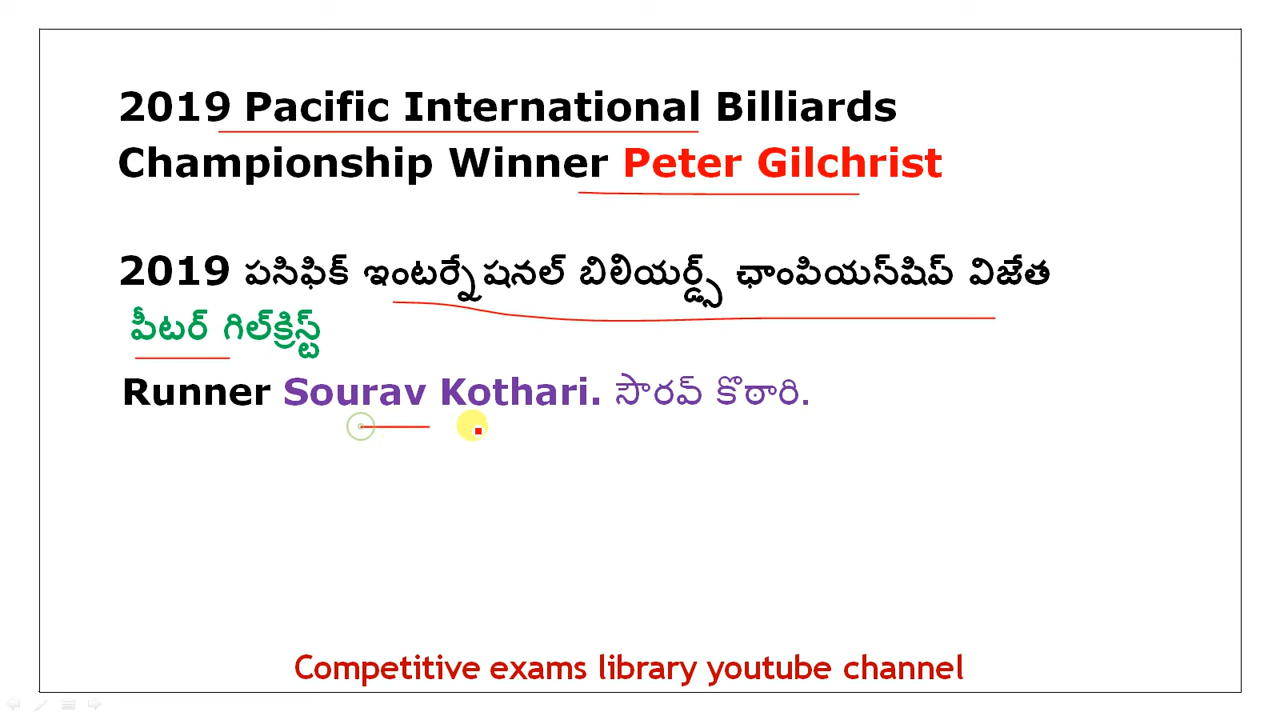 2019 Pacific International Billiards
Championship Winner Peter Gilchrist
2019 పసిఫిక్ ఇంటర్నేషనల్ బిలియర్డ్స్ ఛాంపియన్‌షిప్ విజేత
పీటర్ గిల్‌క్రిస్ట్
Runner Sourav Kothari. సౌరవ్ కొఠారి.
Competitive exams library youtube channel